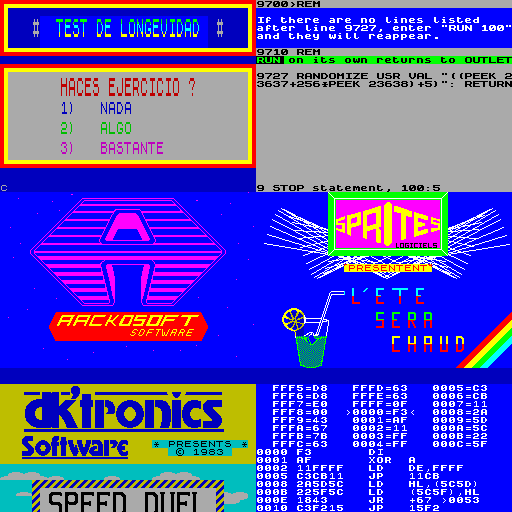 # TEST DE LONGEVIDAD #
HACES EJERCICIO ?
1) NADA
2) ALGO
3) BASTANTE
C
9700>REM
If there are no lines listed
after line 9727, enter "RUN 100"
and they will reappear.
9710 REM
RUN on its own returns to OUTLET
9727 RANDOMIZE USR VAL "((PEEK 2
3637+256*PEEK 23638)+5)": RETURN
9 STOP statement, 100:5
AACKOSOFT
SOFTWARE
SPRITES
LOGICIELS
PRESENTENT
L'ETE
SERA
CHAUD
dk'tronics
Software
* PRESENTS *
© 1983
SPEED DUEL
FFF5=D8 FFFD=63 0005=C3
FFF6=D8 FFFE=63 0006=CB
FFF7=E0 FFFF=0F 0007=11
FFF8=00 >0000=F3< 0008=2A
FFF9=43 0001=AF 0009=5D
FFFA=67 0002=11 000A=5C
FFFB=7B 0003=FF 000B=22
FFFC=63 0004=FF 000C=5F
0000 F3 DI
0001 AF XOR A
0002 11FFFF LD DE,FFFF
0005 C3CB11 JP 11CB
0008 2A5D5C LD HL,(5C5D)
000B 225F5C LD (5C5F),HL
000E 1843 JR +67 >0053
0010 C3F215 JP 15F2